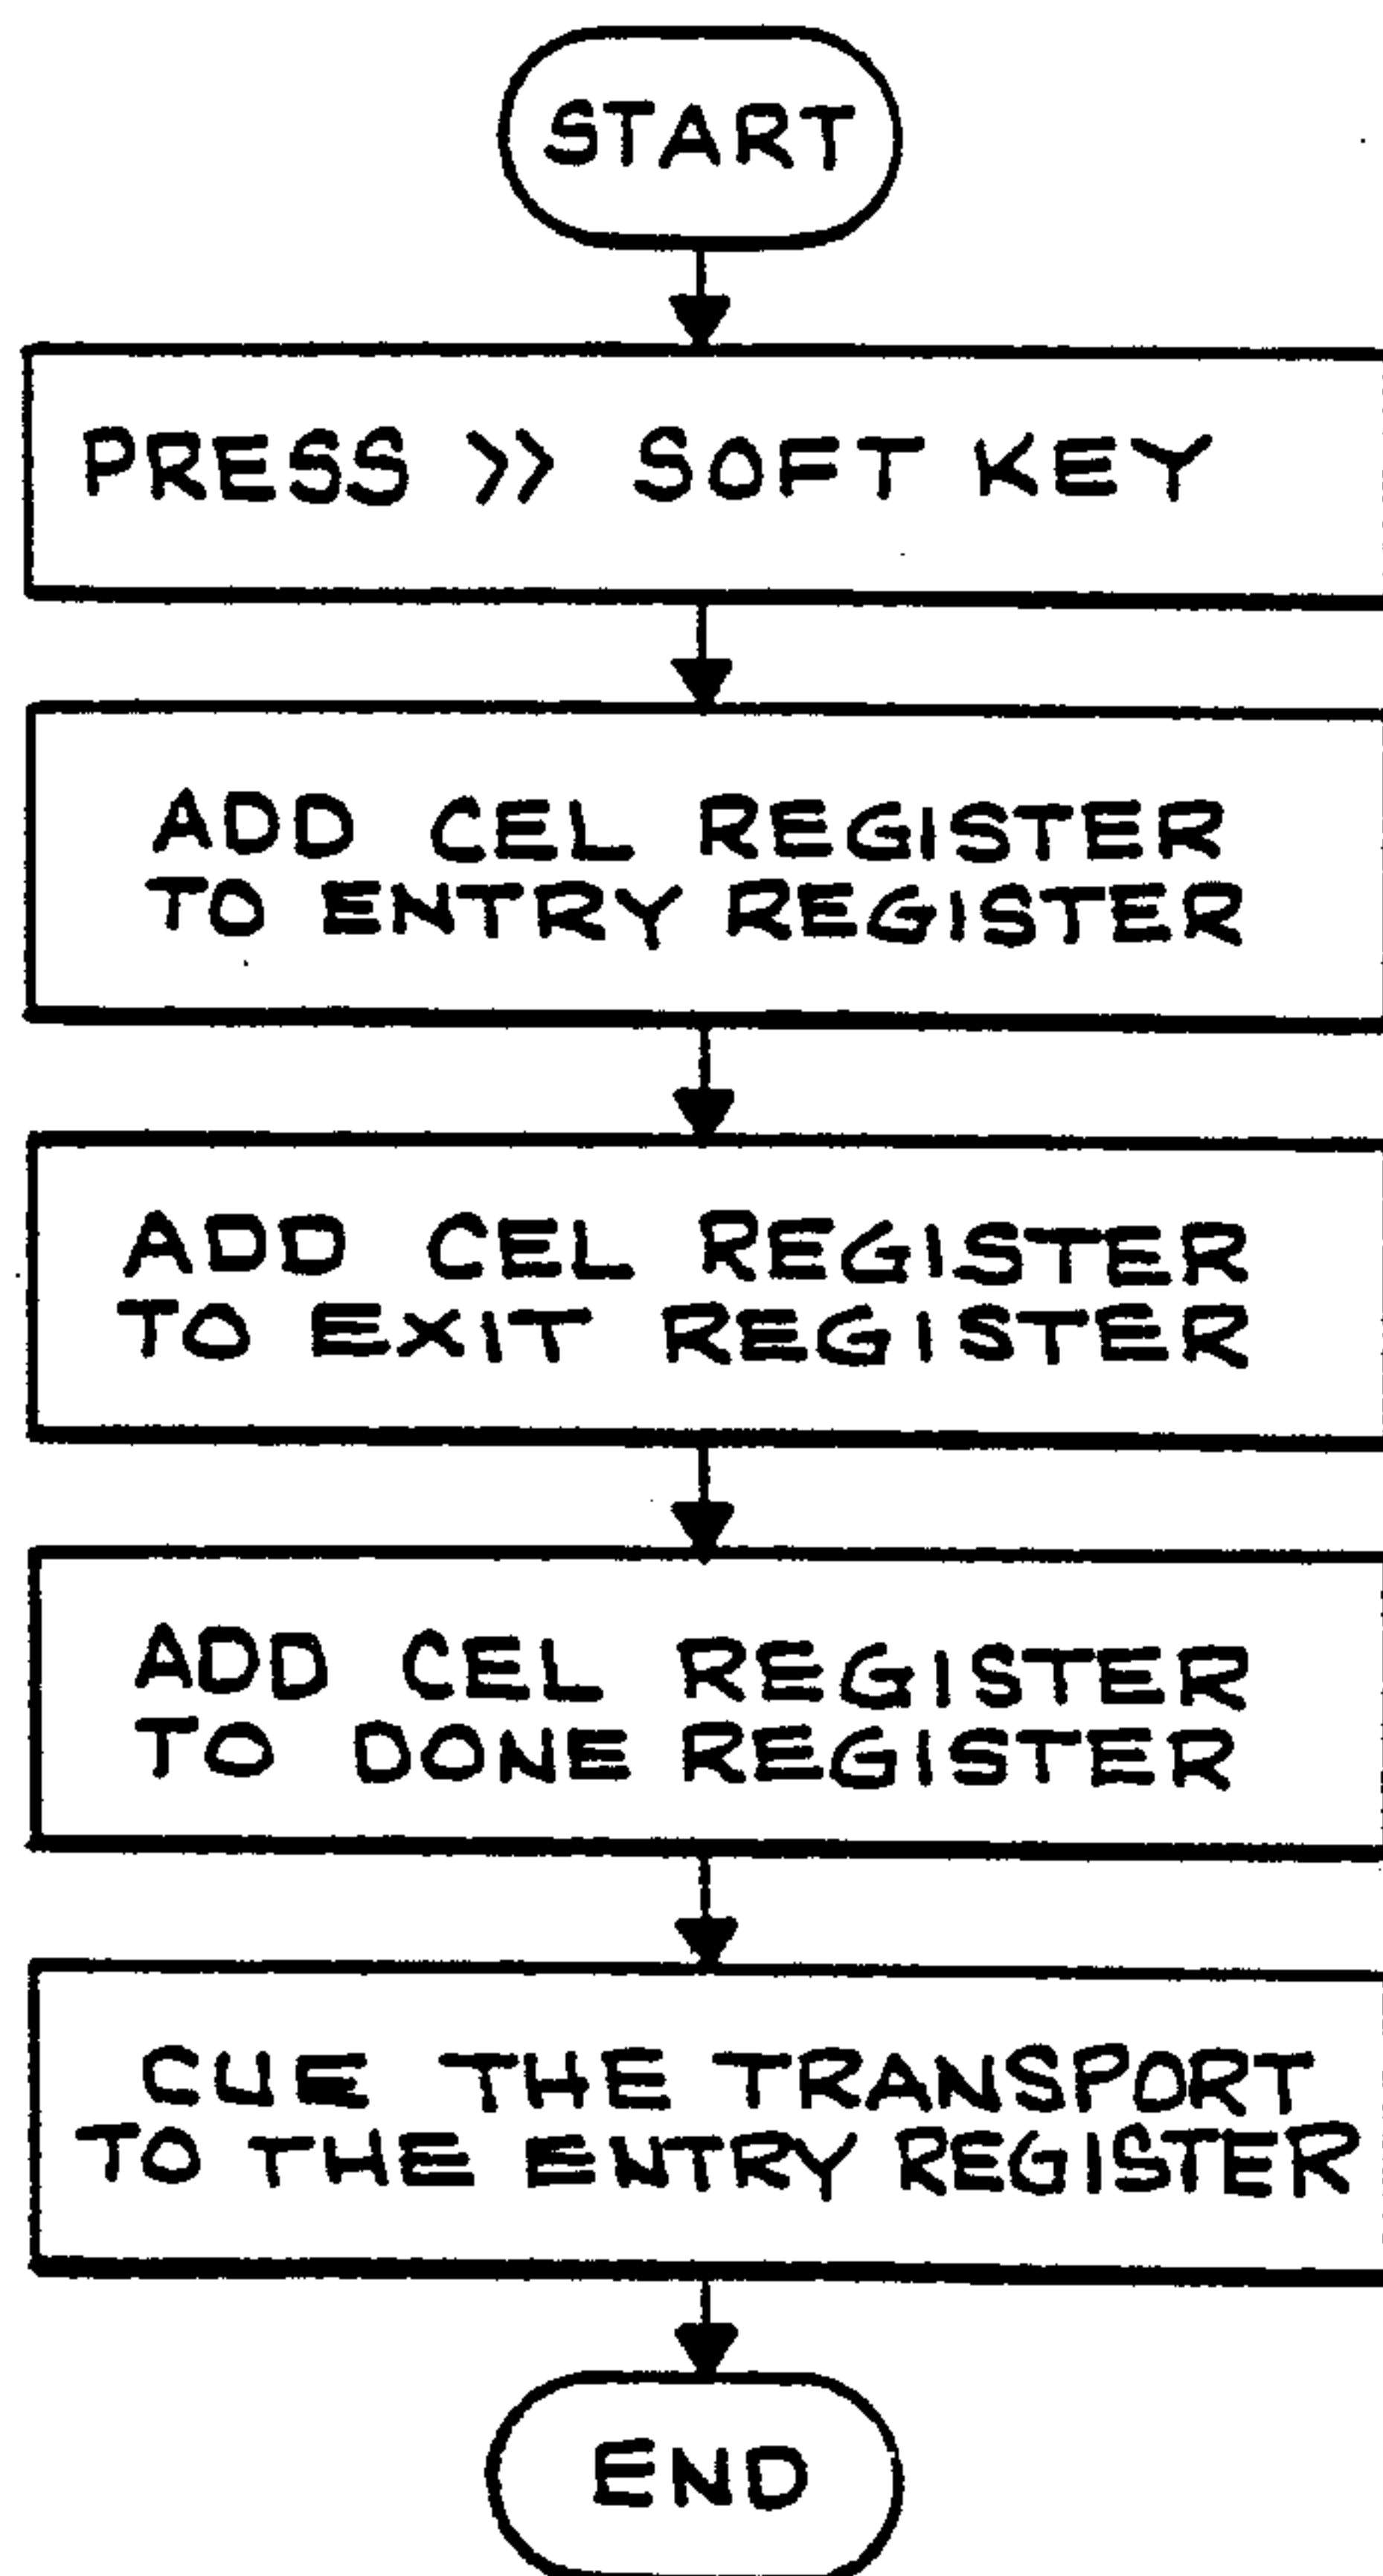 START
PRESS >> SOFT KEY
ADD CEL REGISTER
TO ENTRY REGISTER
ADD CEL REGISTER
TO EXIT REGISTER
ADD CEL REGISTER
TO DONE REGISTER
CUE THE TRANSPORT
TO THE ENTRY REGISTER
END